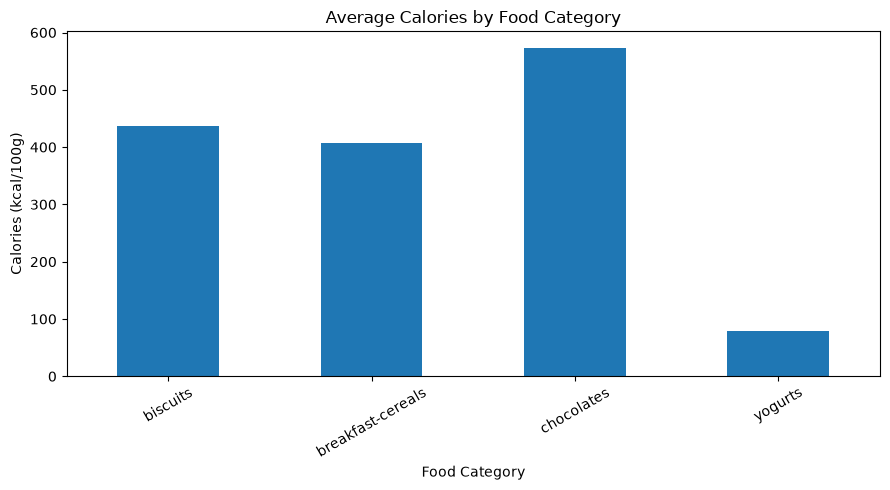 Average Calories by Food Category
Calories (kcal/100g)
600
500
400
300
200
100
0
biscuits
breakfast-cereals
chocolates
yogurts
Food Category